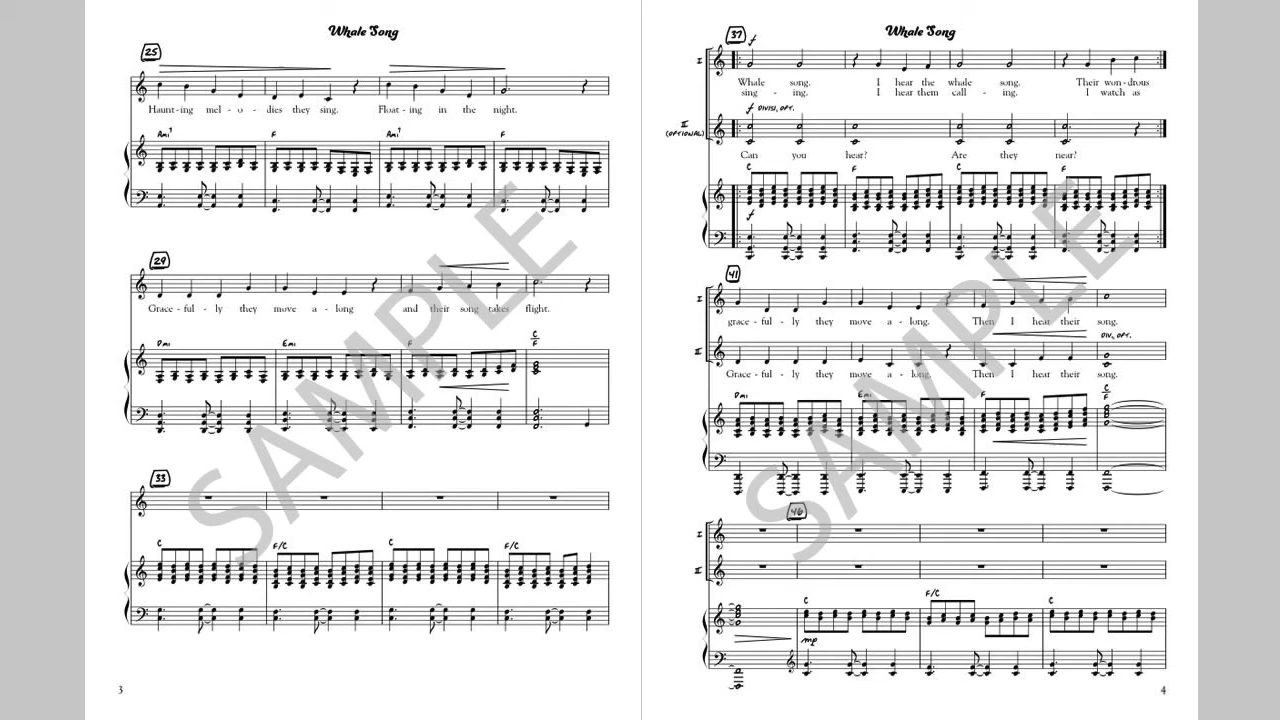 Whale Song
25
Haunt-ing mel - o - dies they sing. Float - ing in the night.
Ami7 F Ami7 F
29
Grace - ful - ly they move a - long and their song takes flight.
Dmi Emi F C/F
33
C F/C C F/C
3
SAMPLE
Whale Song
37 f
I
Whale song. I hear the whale song. Their won - drous
sing - ing. I hear them call - ing. I watch as
f DIVISI, OPT.
II
(OPTIONAL)
Can you hear? Are they near?
C F C F
f
41
I
grace - ful - ly they move a - long. Then I hear their song.
DIV., OPT.
II
Grace - ful - ly they move a - long. Then I hear their song.
Dmi Emi F C/F
46
I
II
C F/C C
mp
4
SAMPLE